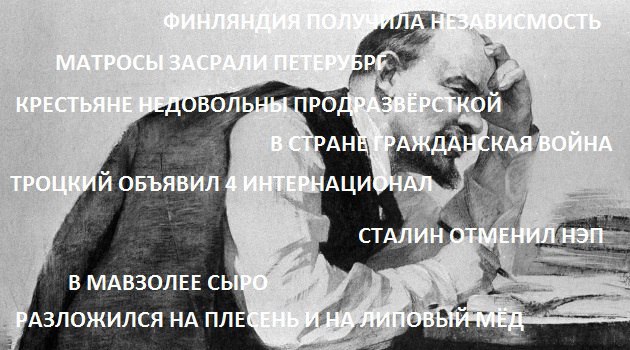 ФИНЛЯНДИЯ ПОЛУЧИЛА НЕЗАВИСМОСТЬ
МАТРОСЫ ЗАСРАЛИ ПЕТЕРУБРГ
КРЕСТЬЯНЕ НЕДОВОЛЬНЫ ПРОДРАЗВЁРСТКОЙ
В СТРАНЕ ГРАЖДАНСКАЯ ВОЙНА
ТРОЦКИЙ ОБЪЯВИЛ 4 ИНТЕРНАЦИОНАЛ
СТАЛИН ОТМЕНИЛ НЭП
В МАВЗОЛЕЕ СЫРО
РАЗЛОЖИЛСЯ НА ПЛЕСЕНЬ И НА ЛИПОВЫЙ МЁД